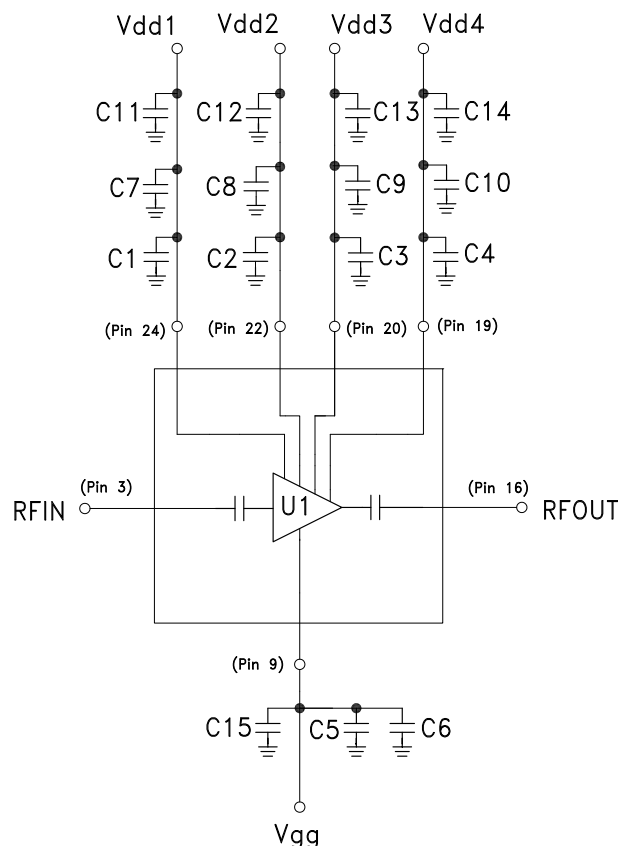 Vdd1 Vdd2 Vdd3 Vdd4
C11 C12 C13 C14
C7 C8 C9 C10
C1 C2 C3 C4
(Pin 24) (Pin 22) (Pin 20) (Pin 19)
(Pin 3) (Pin 16)
RFIN U1 RFOUT
(Pin 9)
C15 C5 C6
Vgg